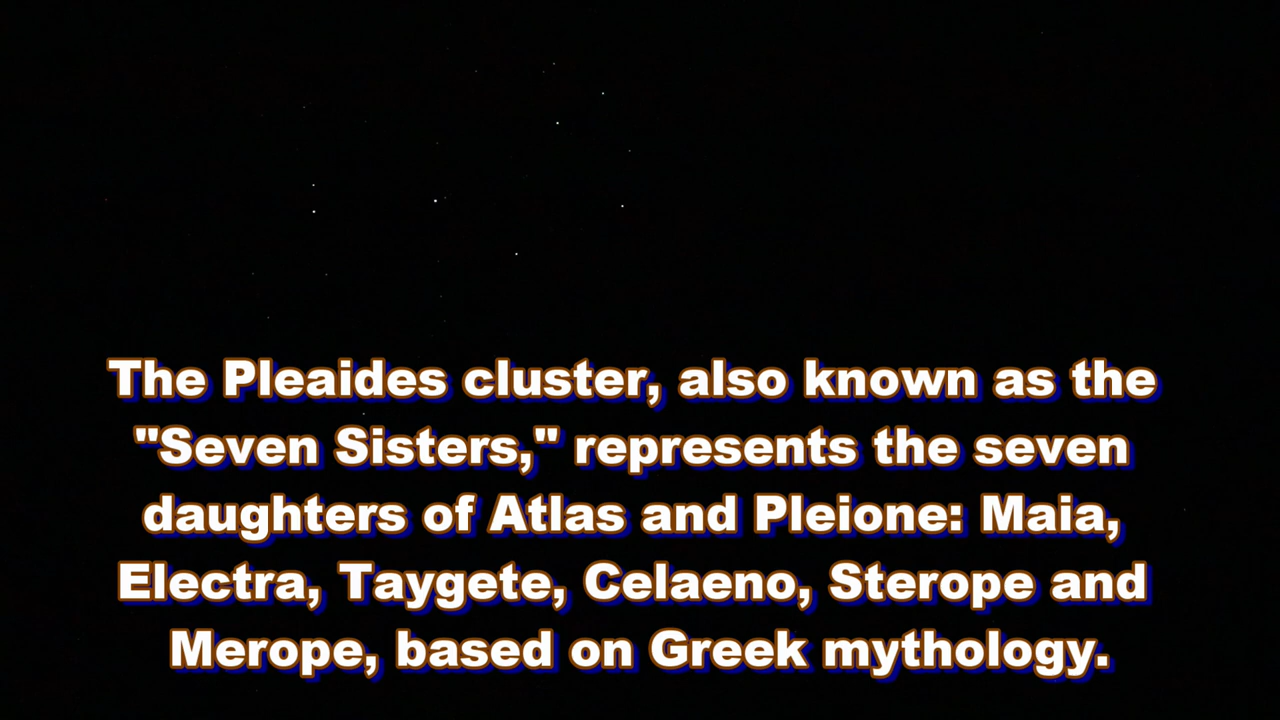 The Pleaides cluster, also known as the
"Seven Sisters," represents the seven
daughters of Atlas and Pleione: Maia,
Electra, Taygete, Celaeno, Sterope and
Merope, based on Greek mythology.